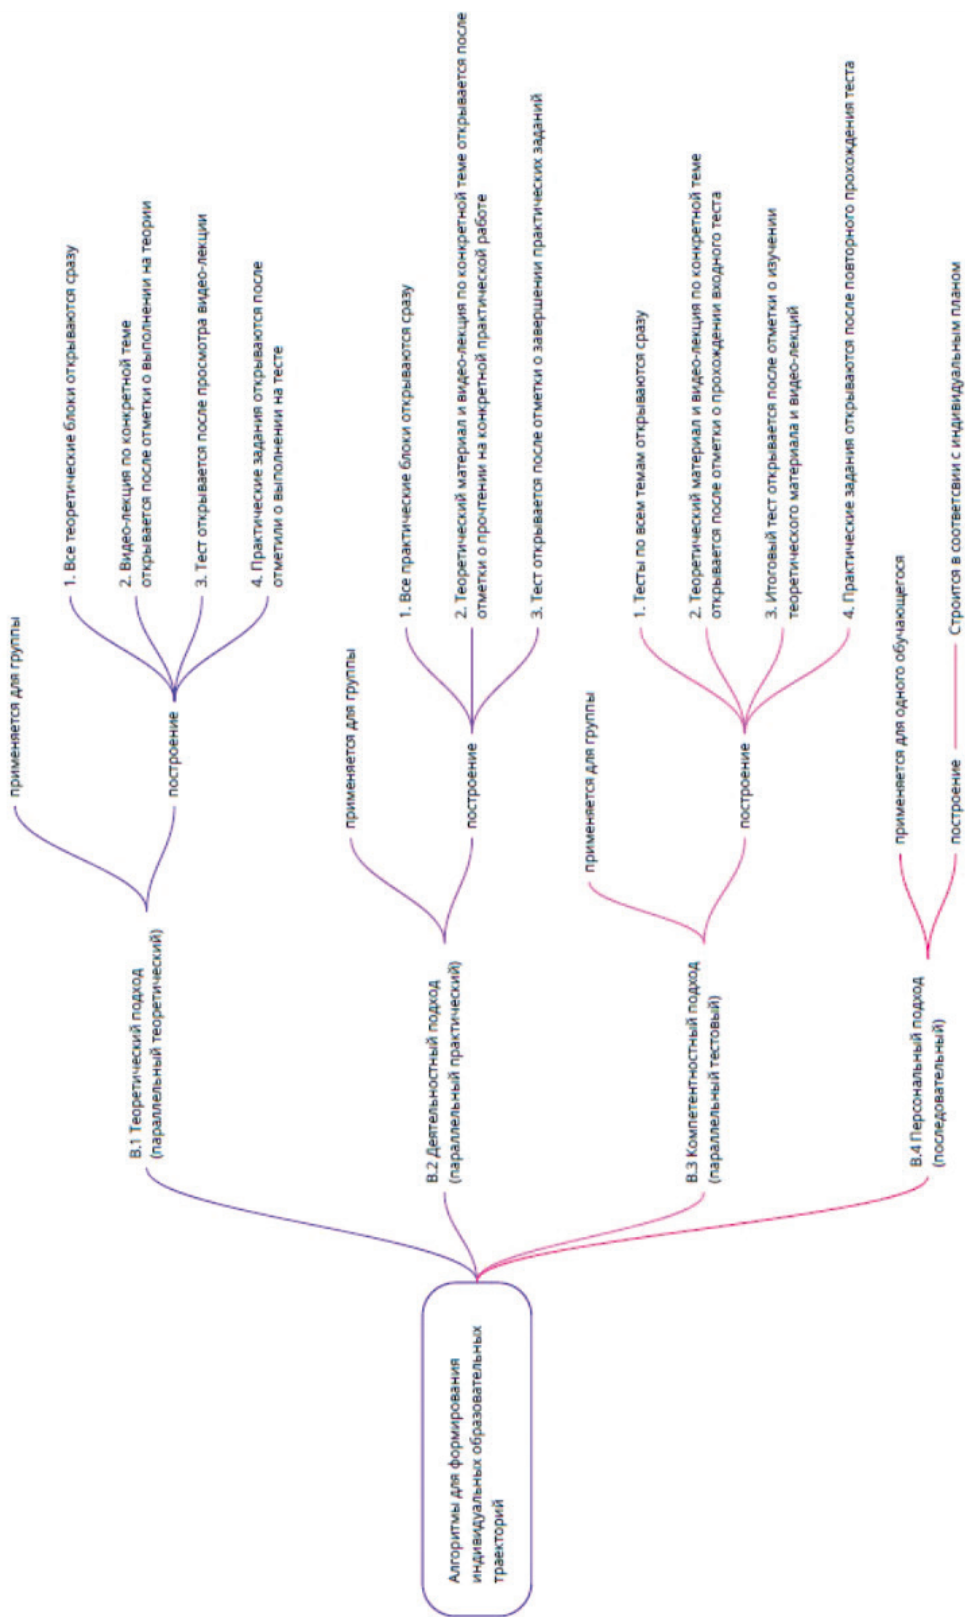 Алгоритмы для формирования
индивидуальных образовательных
траекторий
В.1 Теоретический подход
(параллельный теоретический)
применяется для группы
построение
1. Все теоретические блоки открываются сразу
2. Видео-лекция по конкретной теме
открывается после отметки о выполнении на теории
3. Тест открывается после просмотра видео-лекции
4. Практические задания открываются после
отметили о выполнении на тесте
В.2 Деятельностный подход
(параллельный практический)
применяется для группы
построение
1. Все практические блоки открываются сразу
2. Теоретический материал и видео-лекция по конкретной теме открывается после
отметки о прочтении на конкретной практической работе
3. Тест открывается после отметки о завершении практических заданий
В.3 Компетентностный подход
(параллельный тестовый)
применяется для группы
построение
1. Тесты по всем темам открываются сразу
2. Теоретический материал и видео-лекция по конкретной теме
открывается после отметки о прохождении входного теста
3. Итоговый тест открывается после отметки о изучении
теоретического материала и видео-лекций
4. Практические задания открываются после повторного прохождения теста
В.4 Персональный подход
(последовательный)
применяется для одного обучающегося
построение
Строится в соответсвии с индивидуальным планом